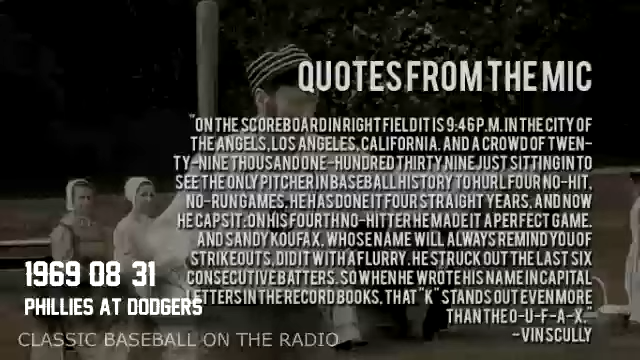 QUOTES FROM THE MIC
"ON THE SCOREBOARD IN RIGHT FIELD IT IS 9:46 P.M. IN THE CITY OF
THE ANGELS, LOS ANGELES, CALIFORNIA. AND A CROWD OF TWEN-
TY-NINE THOUSAND ONE-HUNDRED THIRTY NINE JUST SITTING IN TO
SEE THE ONLY PITCHER IN BASEBALL HISTORY TO HURL FOUR NO-HIT,
NO-RUN GAMES. HE HAS DONE IT FOUR STRAIGHT YEARS, AND NOW
HE CAPS IT: ON HIS FOURTH NO-HITTER HE MADE IT A PERFECT GAME.
AND SANDY KOUFAX, WHOSE NAME WILL ALWAYS REMIND YOU OF
STRIKEOUTS, DID IT WITH A FLURRY. HE STRUCK OUT THE LAST SIX
CONSECUTIVE BATTERS. SO WHEN HE WROTE HIS NAME IN CAPITAL
LETTERS IN THE RECORD BOOKS, THAT "K" STANDS OUT EVEN MORE
THAN THE O-U-F-A-X."
-VIN SCULLY
1969 08 31
PHILLIES AT DODGERS
CLASSIC BASEBALL ON THE RADIO